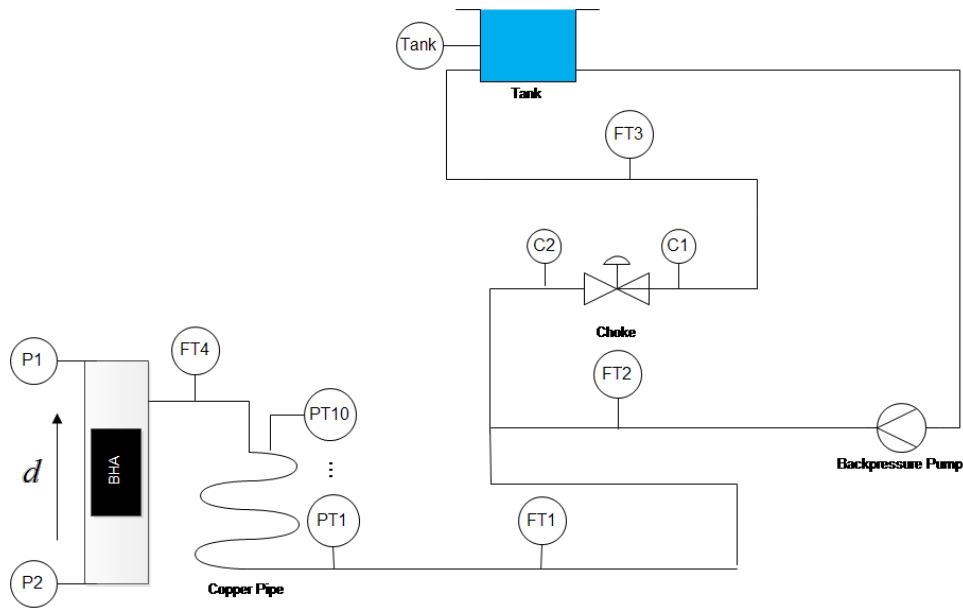 Tank
Tank
FT3
C2
C1
Choke
P1
FT4
FT2
PT10
Backpressure Pump
d
BHA
...
PT1
FT1
P2
Copper Pipe